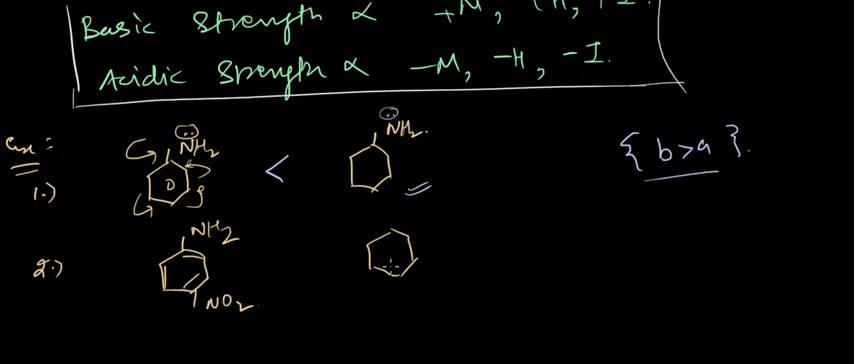 Basic Strength ∝ +M, +H, +I.
Acidic Strength ∝ -M, -H, -I.
Ex:
1.) NH2 < NH2. { b>a }.
2.) NH2
NO2